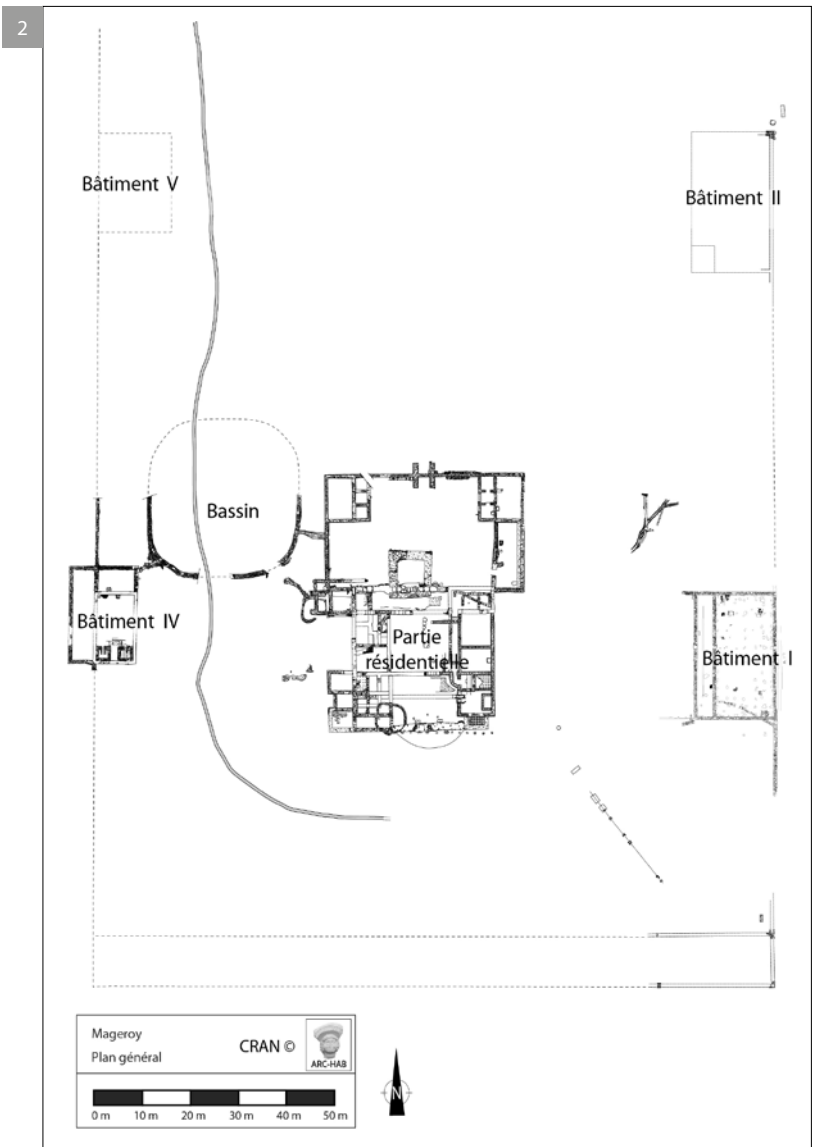 2
Bâtiment V
Bâtiment II
Bassin
Bâtiment IV
Partie
résidentielle
Bâtiment I
Mageroy
Plan général
CRAN ©
ARC-HAB
0 m 10 m 20 m 30 m 40 m 50 m
N